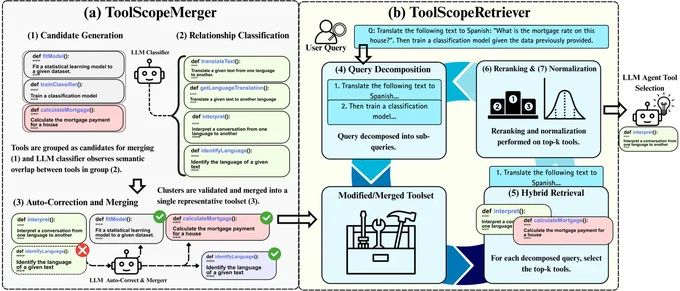 (a) ToolScopeMerger
(1) Candidate Generation
def fitModel():
Fit a statistical learning model to
a given dataset.
def trainClassifier():
Train a classification model
def calculateMortgage():
Calculate the mortgage payment
for a house
LLM Classifier
(2) Relationship Classification
def translateText():
Translate a given text from one language
to another.
def getLanguageTranslation():
Translate a given text to another language
def interpret():
Interpret a conversation from one
language to another
def identifyLanguage():
Identify the language of a given
text
Tools are grouped as candidates for merging
(1) and LLM classifier observes semantic
overlap between tools in group (2).
Clusters are validated and merged into a
single representative toolset (3).
(3) Auto-Correction and Merging
def interpret():
Interpret a conversation from
one language to another
def fitModel():
Fit a statistical learning
model to a given dataset.
def calculateMortgage():
Calculate the mortgage payment
for a house
def identifyLanguage():
Identify the language
of a given text
LLM Auto-Correct & Mergerr
def identifyLanguage():
Identify the language
of a given text
(b) ToolScopeRetriever
User Query
Q: Translate the following text to Spanish: "What is the mortgage rate on this
house?". Then train a classification model given the data previously provided.
(4) Query Decomposition
1. Translate the following text to
Spanish...
2. Then train a classification
model...
Query decomposed into sub-
queries.
(6) Reranking & (7) Normalization
2
1
3
Reranking and normalization
performed on top-k tools.
Modified/Merged Toolset
1. Translate the following text to
Spanish...
(5) Hybrid Retrieval
def interpret():
Interpret a con
one language to
def calculateMortgage():
Calculate the mortgage payment for
a house
For each decomposed query, select
the top-k tools.
LLM Agent Tool
Selection
def interpret():
Interpret a conversation from
one language to another